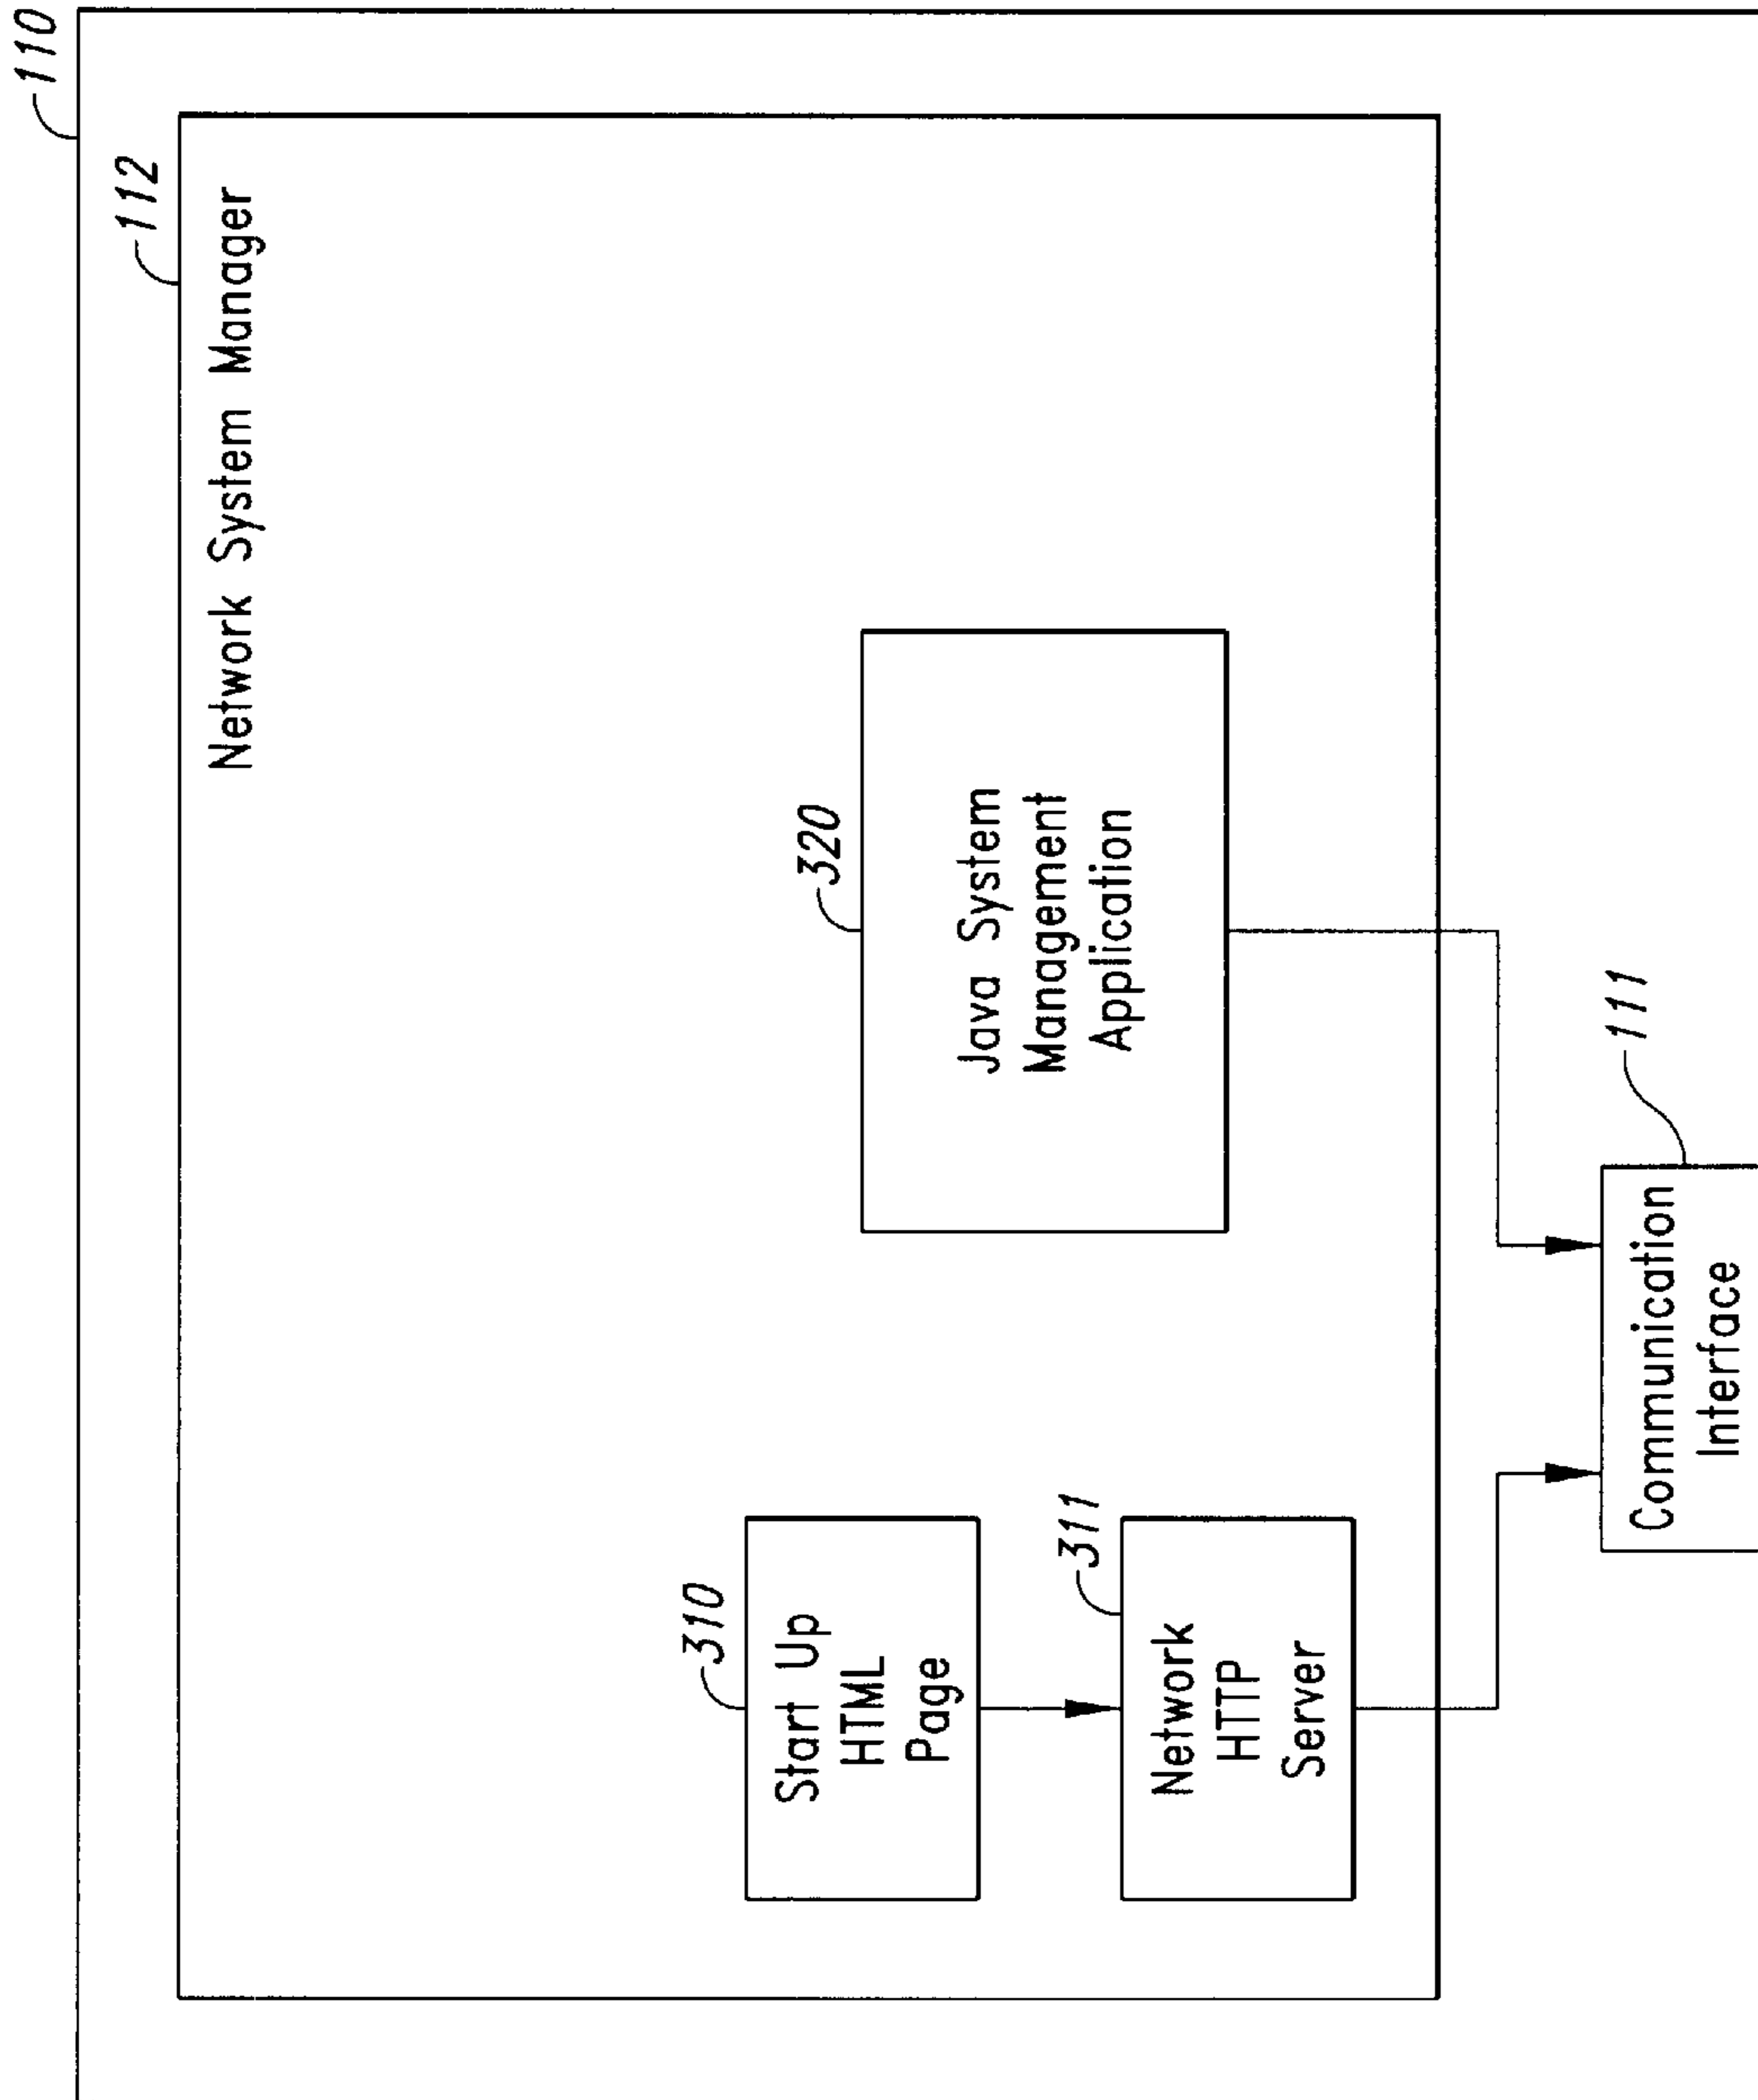 110
112
Network System Manager
320
Java System
Management
Application
310
Start Up
HTML
Page
311
Network
HTTP
Server
111
Communication
Interface